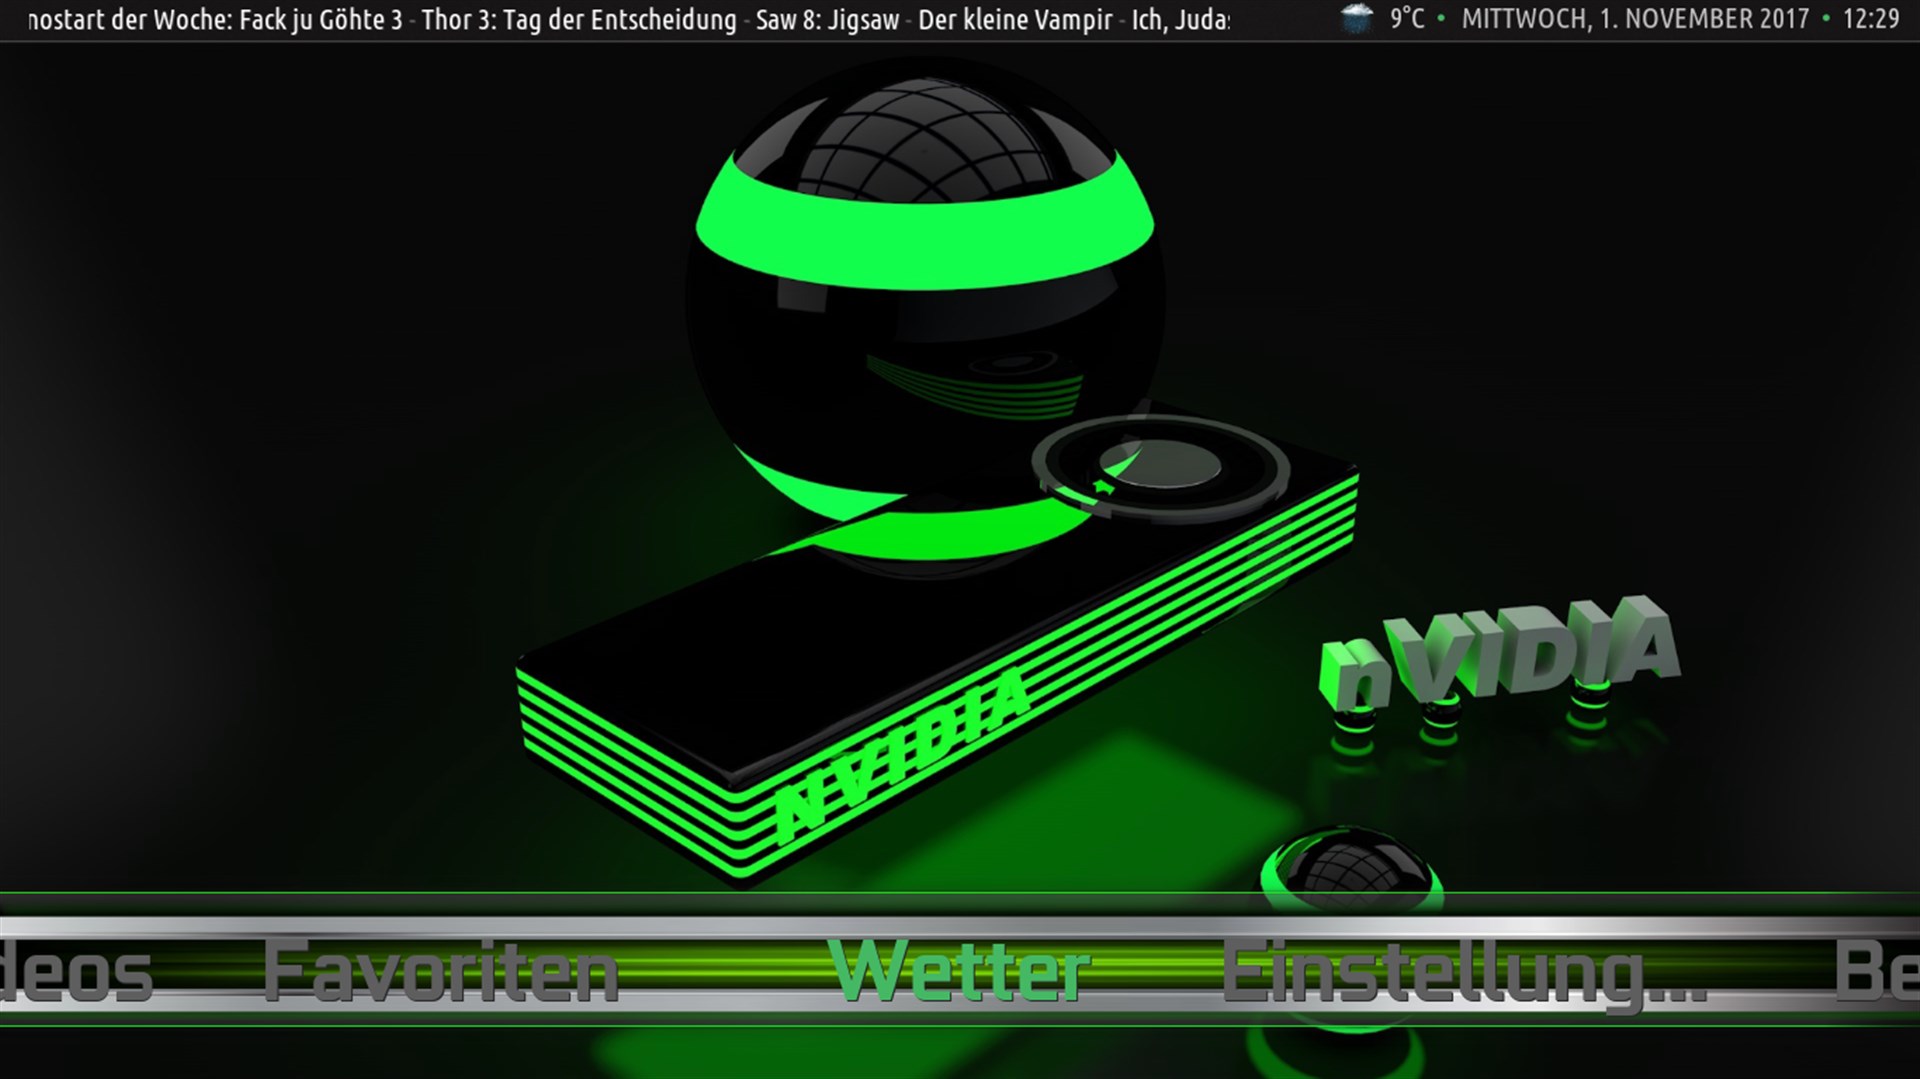 nostart der Woche: Fack ju Göhte 3 - Thor 3: Tag der Entscheidung - Saw 8: Jigsaw - Der kleine Vampir - Ich, Judas
9°C • MITTWOCH, 1. NOVEMBER 2017 • 12:29
NVIDIA
nVIDIA
deos Favoriten Wetter Einstellung... Be